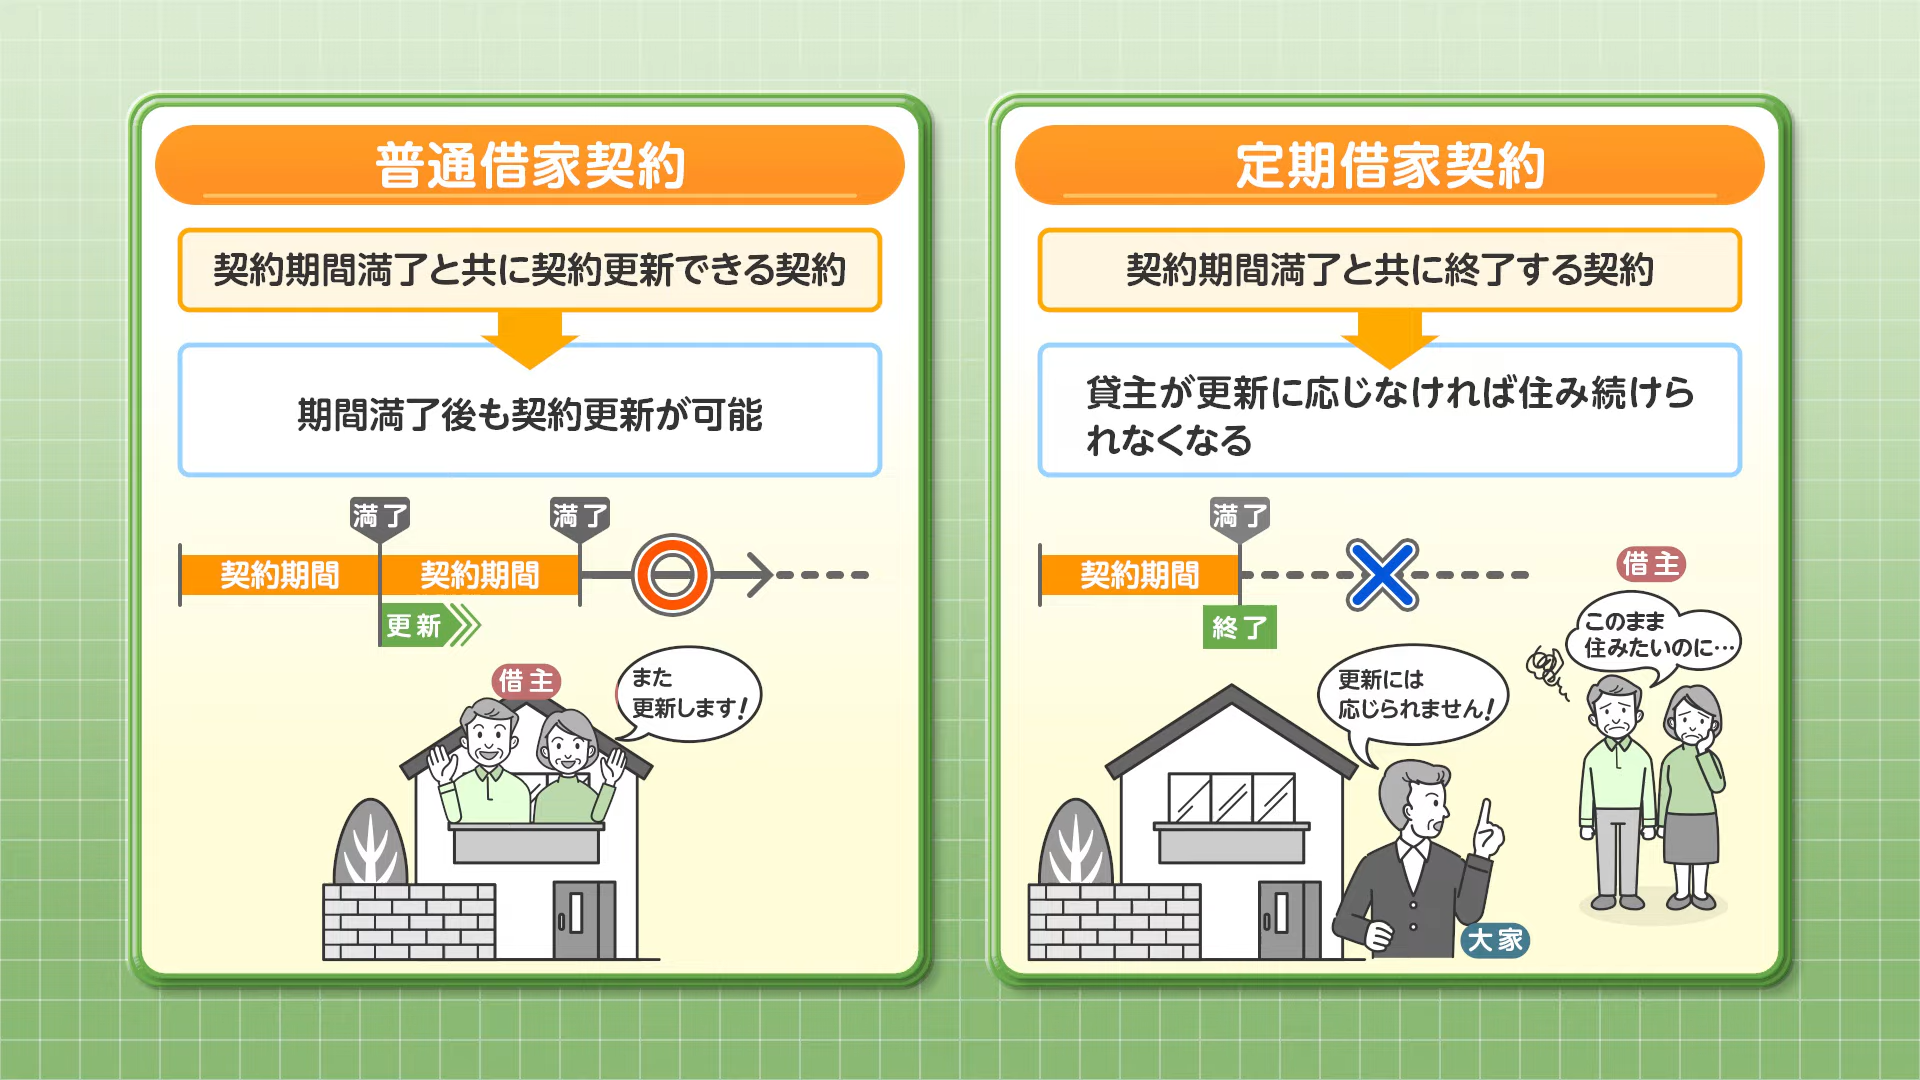 普通借家契約
契約期間満了と共に契約更新できる契約
期間満了後も契約更新が可能
満了
満了
契約期間
契約期間
更新
借主
また
更新します!
定期借家契約
契約期間満了と共に終了する契約
貸主が更新に応じなければ住み続けら
れなくなる
満了
契約期間
終了
借主
このまま
住みたいのに…
更新には
応じられません!
大家